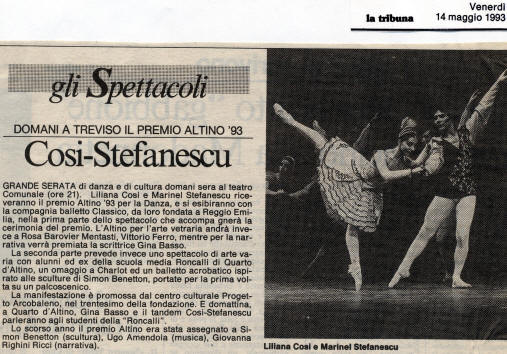 Venerdì
la tribuna 14 maggio 1993
gli Spettacoli
DOMANI A TREVISO IL PREMIO ALTINO '93
Cosi-Stefanescu
GRANDE SERATA di danza e di cultura domani sera al teatro
Comunale (ore 21). Liliana Cosi e Marinel Stefanescu rice-
veranno il premio Altino '93 per la Danza, e si esibiranno con
la compagnia balletto Classico, da loro fondata a Reggio Emi-
lia, nella prima parte dello spettacolo che accompa gnerà la
cerimonia del premio. L'Altino per l'arte vetraria andrà inve-
ce a Rosa Barovier Mentasti, Vittorio Ferro, mentre per la nar-
rativa verrà premiata la scrittrice Gina Basso.
La seconda parte prevede invece uno spettacolo di arte va-
ria con alunni ed ex della scuola media Roncalli di Quarto
d'Altino, un omaggio a Charlot ed un balletto acrobatico ispi-
rato alle sculture di Simon Benetton, portate per la prima vol-
ta su un palcoscenico.
La manifestazione è promossa dal centro culturale Proget-
to Arcobaleno, nel trentesimo della fondazione. E domattina,
a Quarto d'Altino, Gina Basso e il tandem Cosi-Stefanescu
parleranno agli studenti della "Roncalli".
Lo scorso anno il premio Altino era stato assegnato a Si-
mon Benetton (scultura), Ugo Amendola (musica), Giovanna
Righini Ricci (narrativa).
Liliana Cosi e Marinel Stefanescu